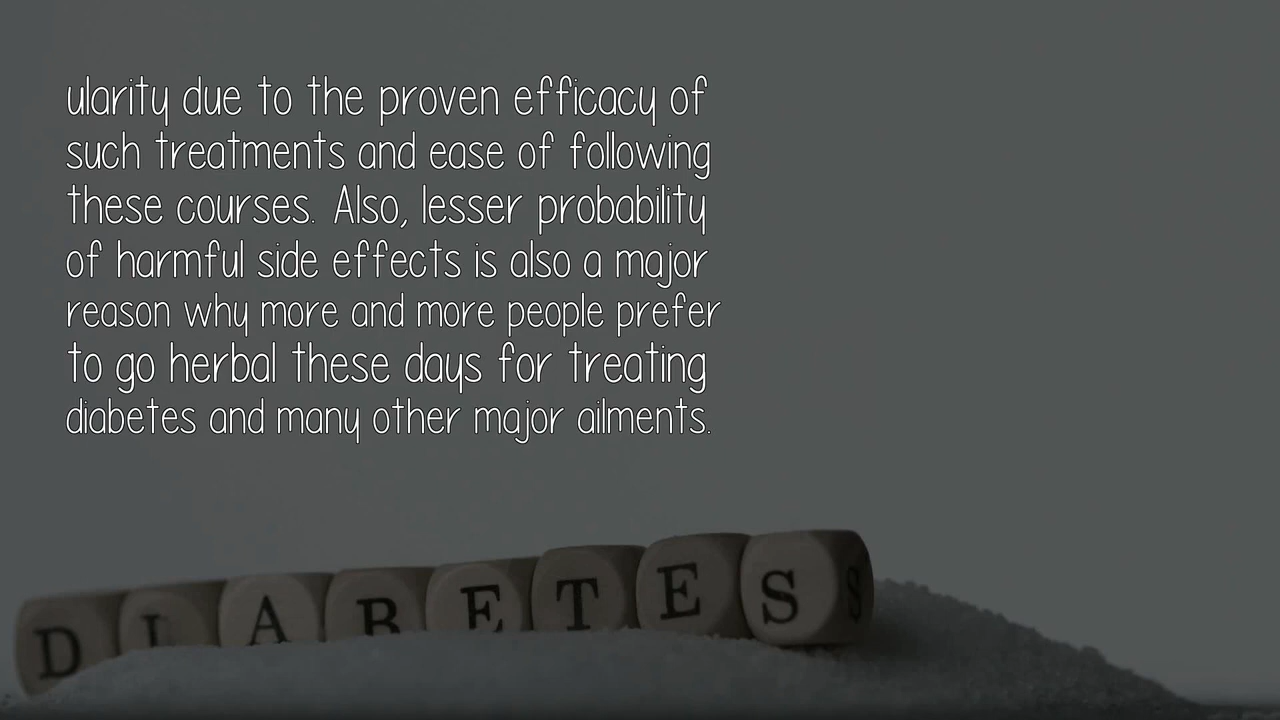 ularity due to the proven efficacy of
such treatments and ease of following
these courses. Also, lesser probability
of harmful side effects is also a major
reason why more and more people prefer
to go herbal these days for treating
diabetes and many other major ailments.
DIABETES S